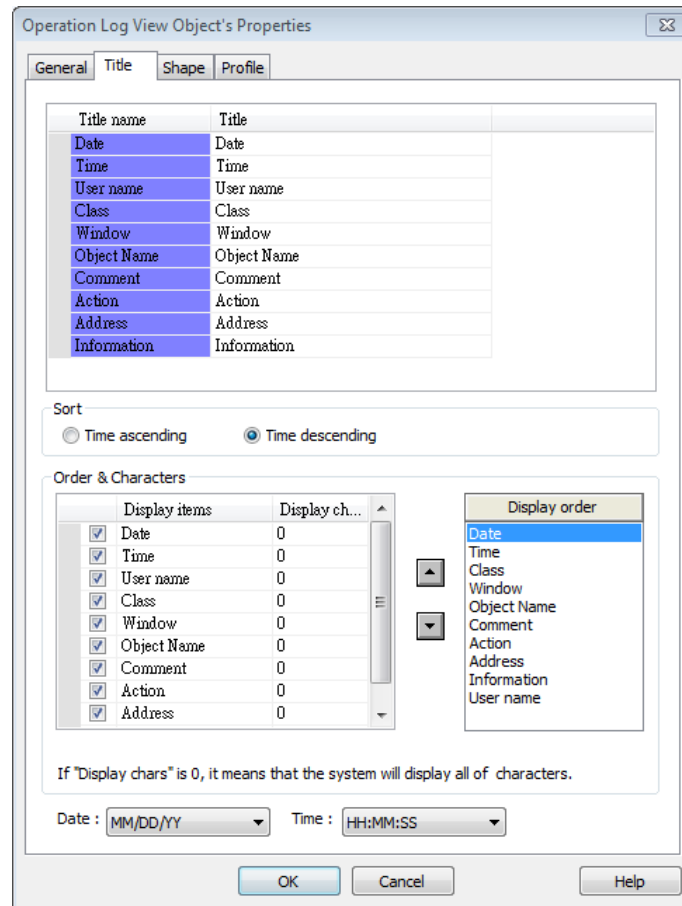 Operation Log View Object's Properties
General Title Shape Profile
Title name Title
Date Date
Time Time
User name User name
Class Class
Window Window
Object Name Object Name
Comment Comment
Action Action
Address Address
Information Information
Sort
Time ascending Time descending
Order & Characters
Display items Display ch...
Date 0
Time 0
User name 0
Class 0
Window 0
Object Name 0
Comment 0
Action 0
Address 0
Display order
Date
Time
Class
Window
Object Name
Comment
Action
Address
Information
User name
If "Display chars" is 0, it means that the system will display all of characters.
Date : MM/DD/YY Time : HH:MM:SS
OK Cancel Help